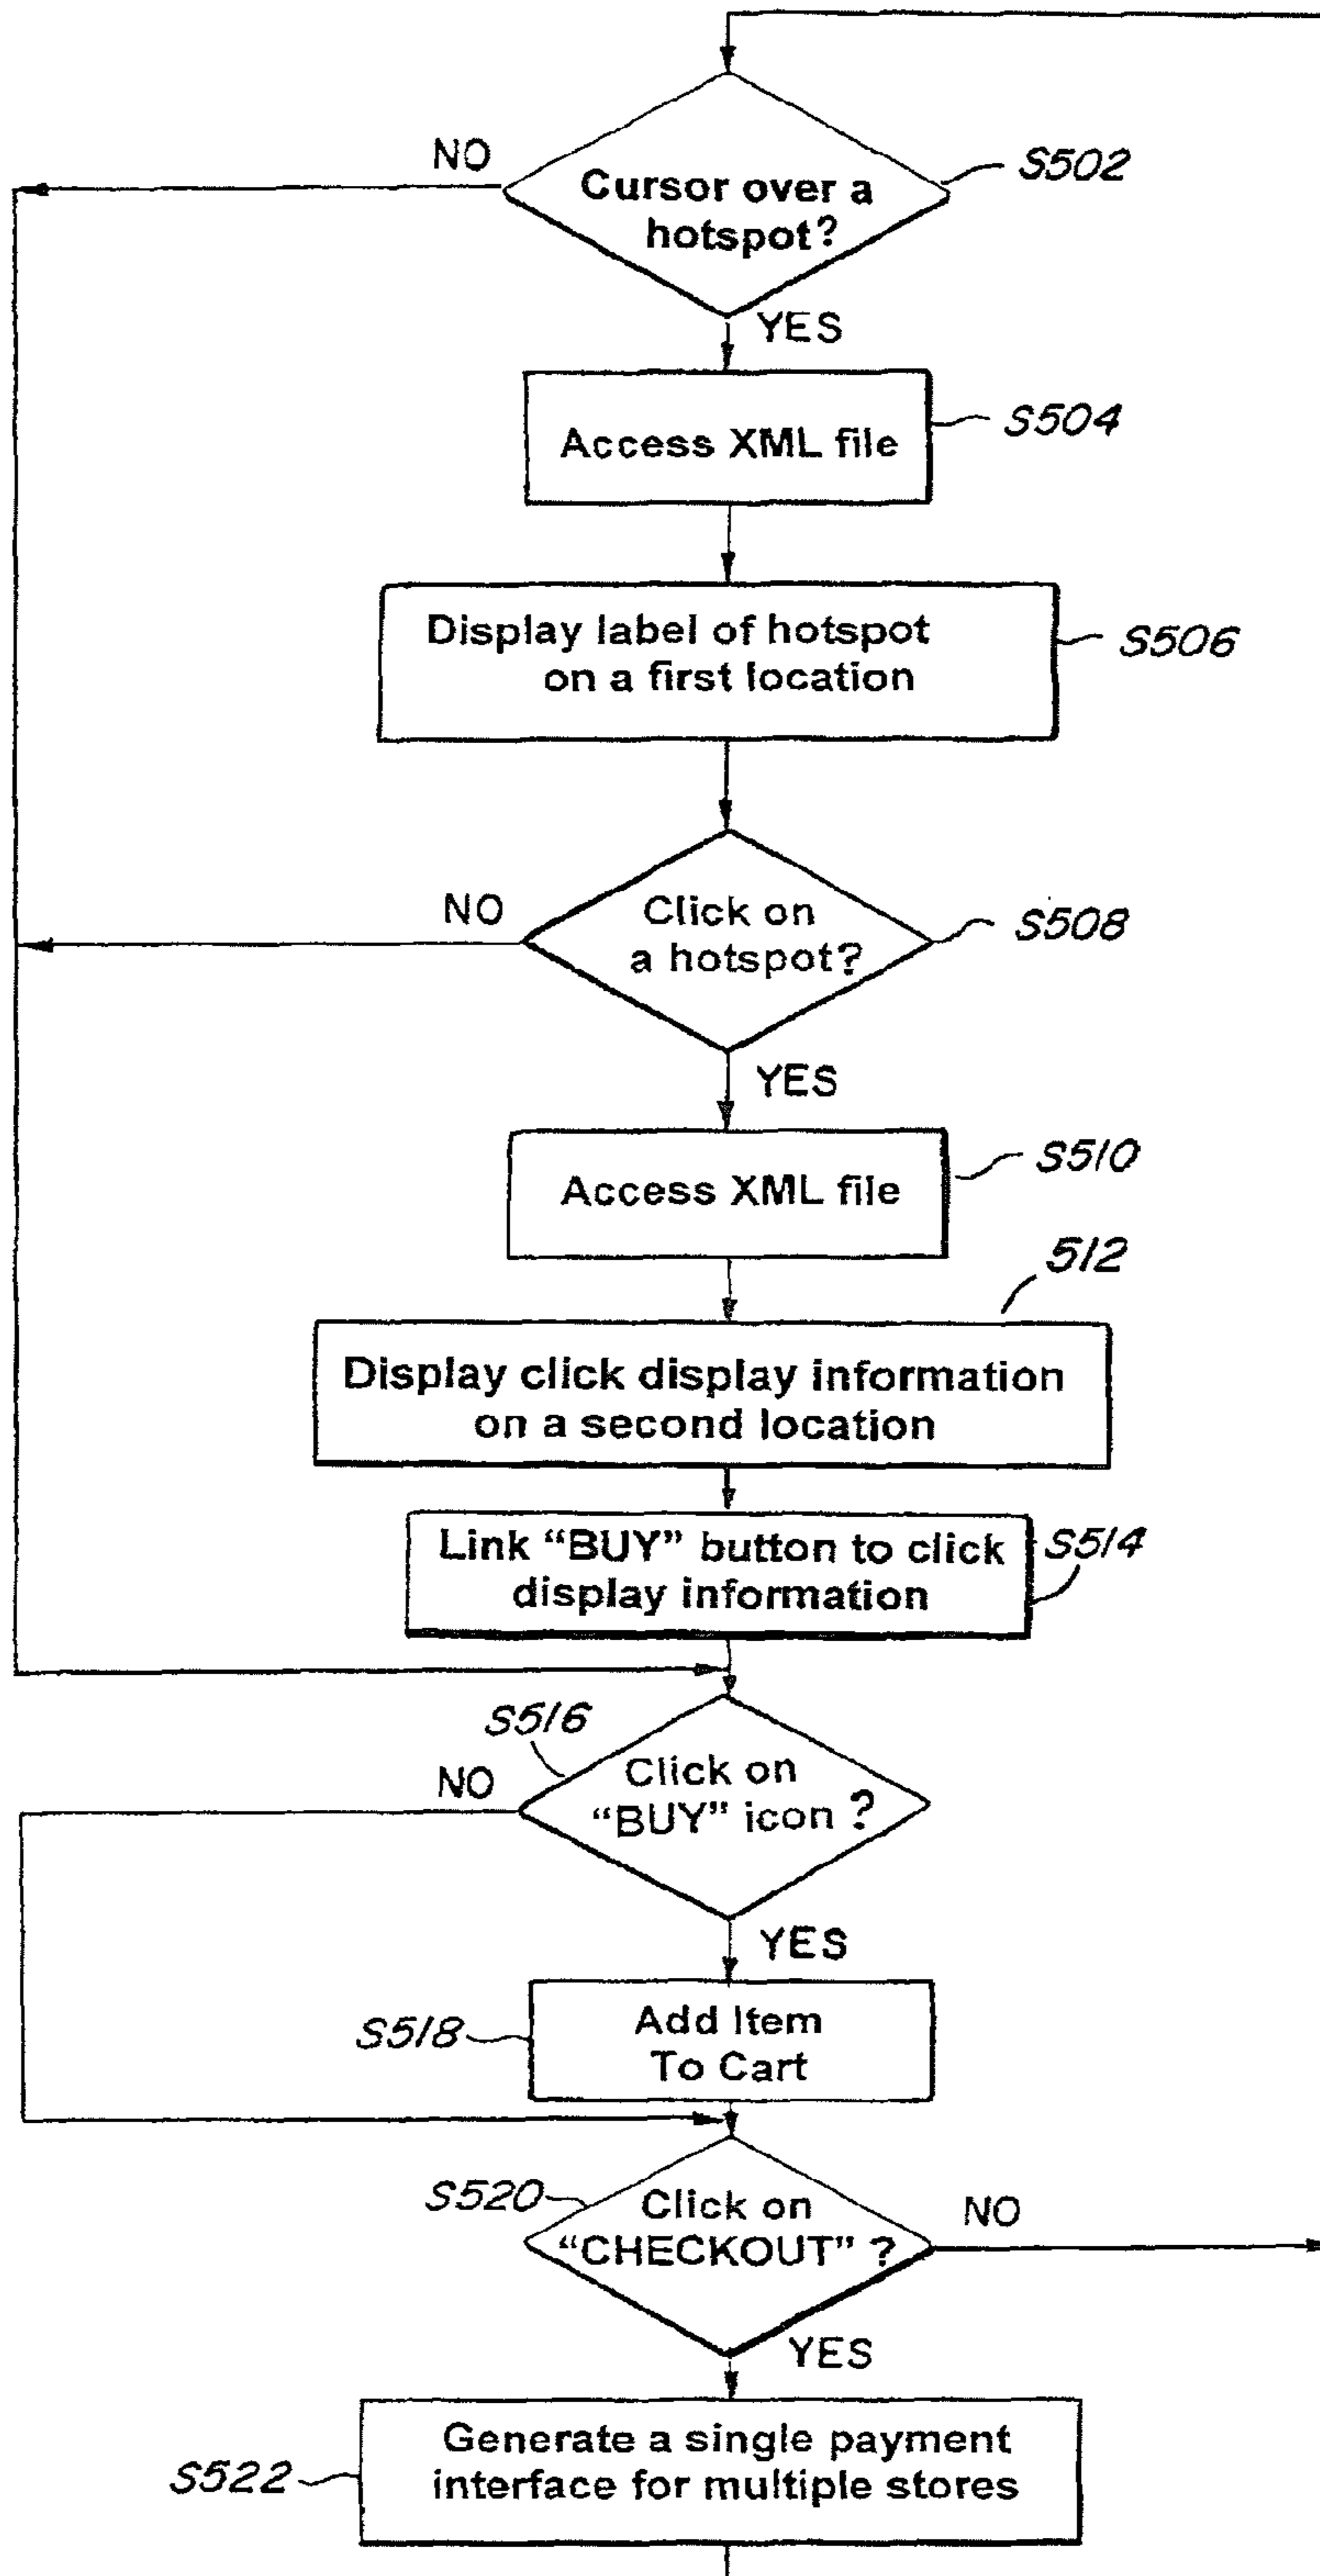 NO
S502
Cursor over a
hotspot?
YES
S504
Access XML file
Display label of hotspot
on a first location
S506
NO
Click on
a hotspot?
S508
YES
S510
Access XML file
512
Display click display information
on a second location
Link “BUY” button to click
display information
S514
S516
NO
Click on
“BUY” icon ?
YES
S518
Add Item
To Cart
S520
Click on
“CHECKOUT” ?
NO
YES
S522
Generate a single payment
interface for multiple stores